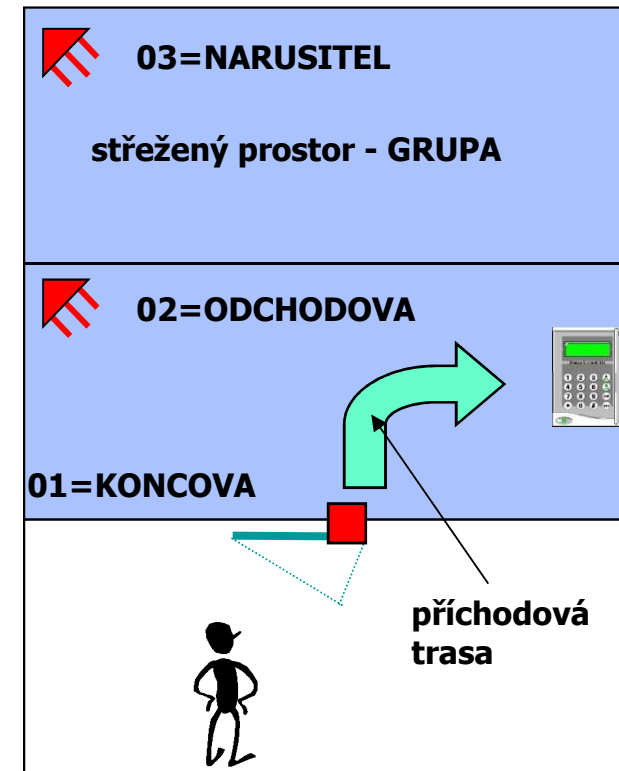 03=NARUSITEL
střežený prostor - GRUPA
02=ODCHODOVA
01=KONCOVA
příchodová
trasa